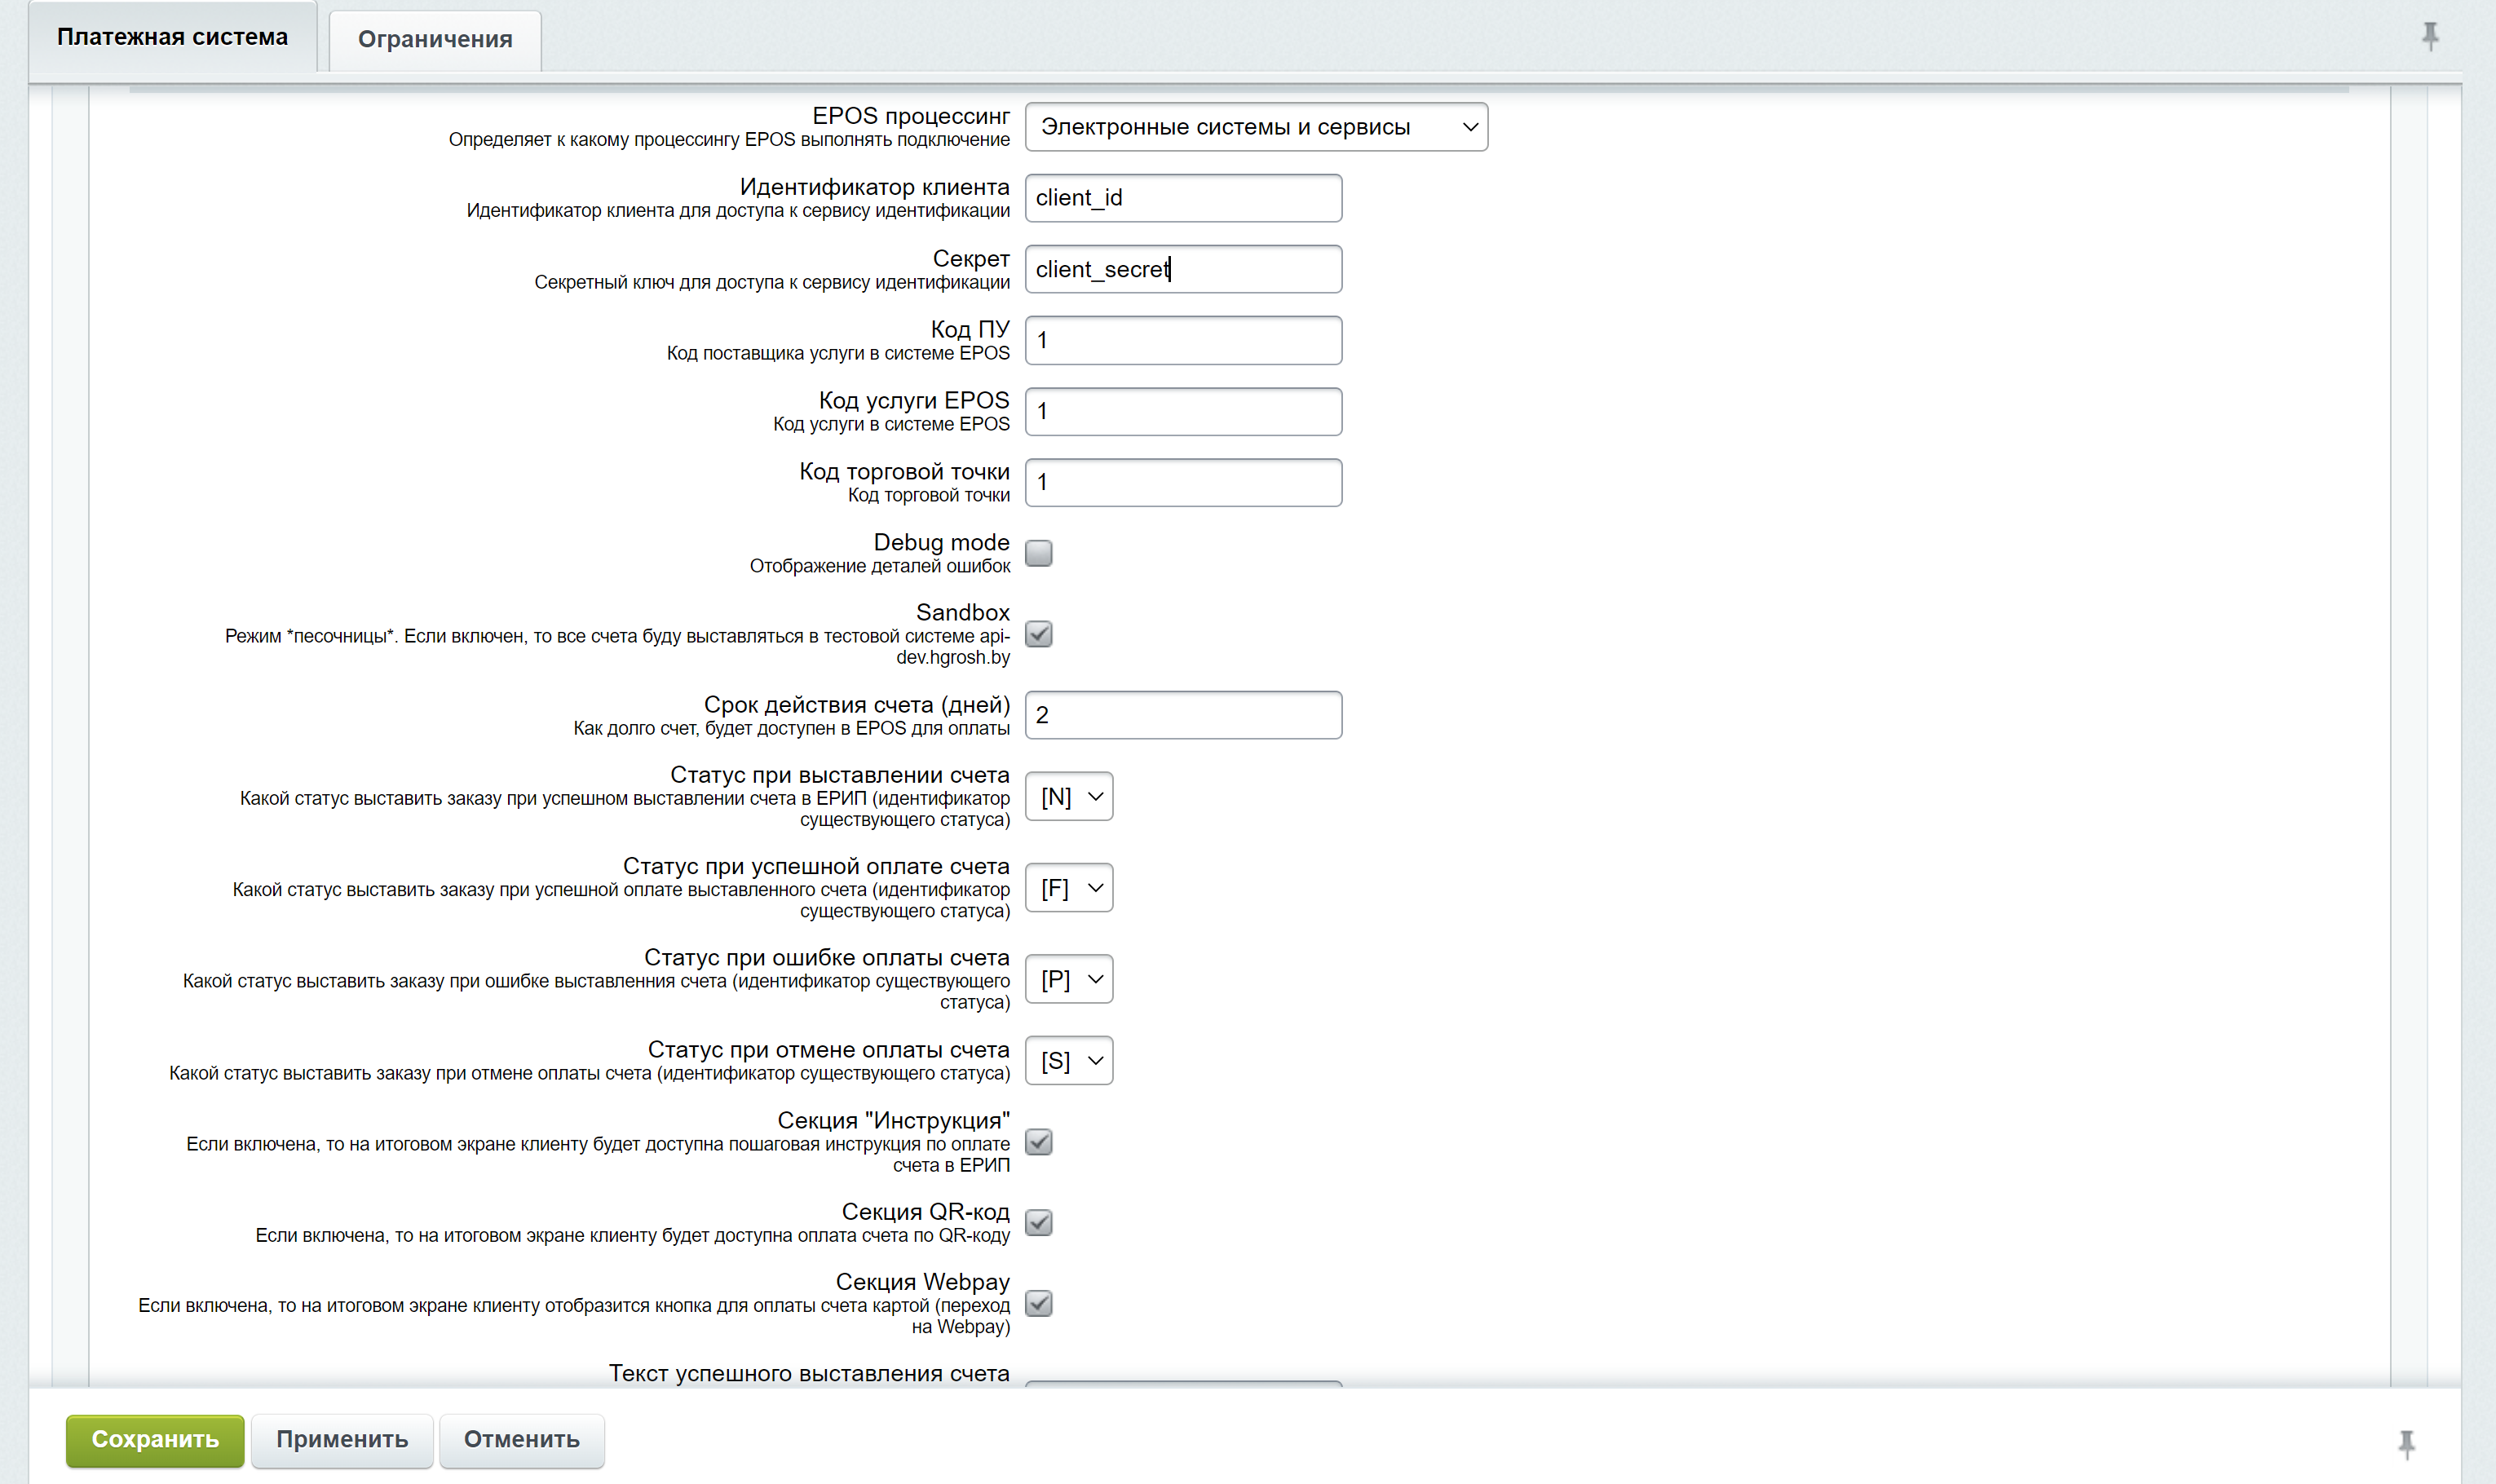 Платежная система
Ограничения
EPOS процессинг
Определяет к какому процессингу EPOS выполнять подключение
Электронные системы и сервисы
Идентификатор клиента
Идентификатор клиента для доступа к сервису идентификации
client_id
Секрет
Секретный ключ для доступа к сервису идентификации
client_secret
Код ПУ
Код поставщика услуги в системе EPOS
1
Код услуги EPOS
Код услуги в системе EPOS
1
Код торговой точки
Код торговой точки
1
Debug mode
Отображение деталей ошибок
Sandbox
Режим *песочницы*. Если включен, то все счета буду выставляться в тестовой системе api-
dev.hgrosh.by
Срок действия счета (дней)
Как долго счет, будет доступен в EPOS для оплаты
2
Статус при выставлении счета
Какой статус выставить заказу при успешном выставлении счета в ЕРИП (идентификатор
существующего статуса)
[N]
Статус при успешной оплате счета
Какой статус выставить заказу при успешной оплате выставленного счета (идентификатор
существующего статуса)
[F]
Статус при ошибке оплаты счета
Какой статус выставить заказу при ошибке выставленния счета (идентификатор существующего
статуса)
[P]
Статус при отмене оплаты счета
Какой статус выставить заказу при отмене оплаты счета (идентификатор существующего статуса)
[S]
Секция "Инструкция"
Если включена, то на итоговом экране клиенту будет доступна пошаговая инструкция по оплате
счета в ЕРИП
Секция QR-код
Если включена, то на итоговом экране клиенту будет доступна оплата счета по QR-коду
Секция Webpay
Если включена, то на итоговом экране клиенту отобразится кнопка для оплаты счета картой (переход
на Webpay)
Текст успешного выставления счета
Сохранить
Применить
Отменить